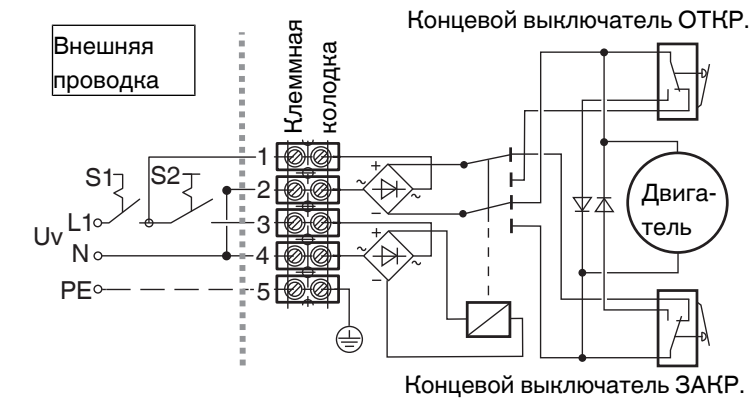 Концевой выключатель ОТКР.
Внешняя
проводка
Клеммная
колодка
S1
S2
L1
Uv
N
PE
1
2
3
4
5
+
~
~
−
+
~
~
−
Двига-
тель
Концевой выключатель ЗАКР.